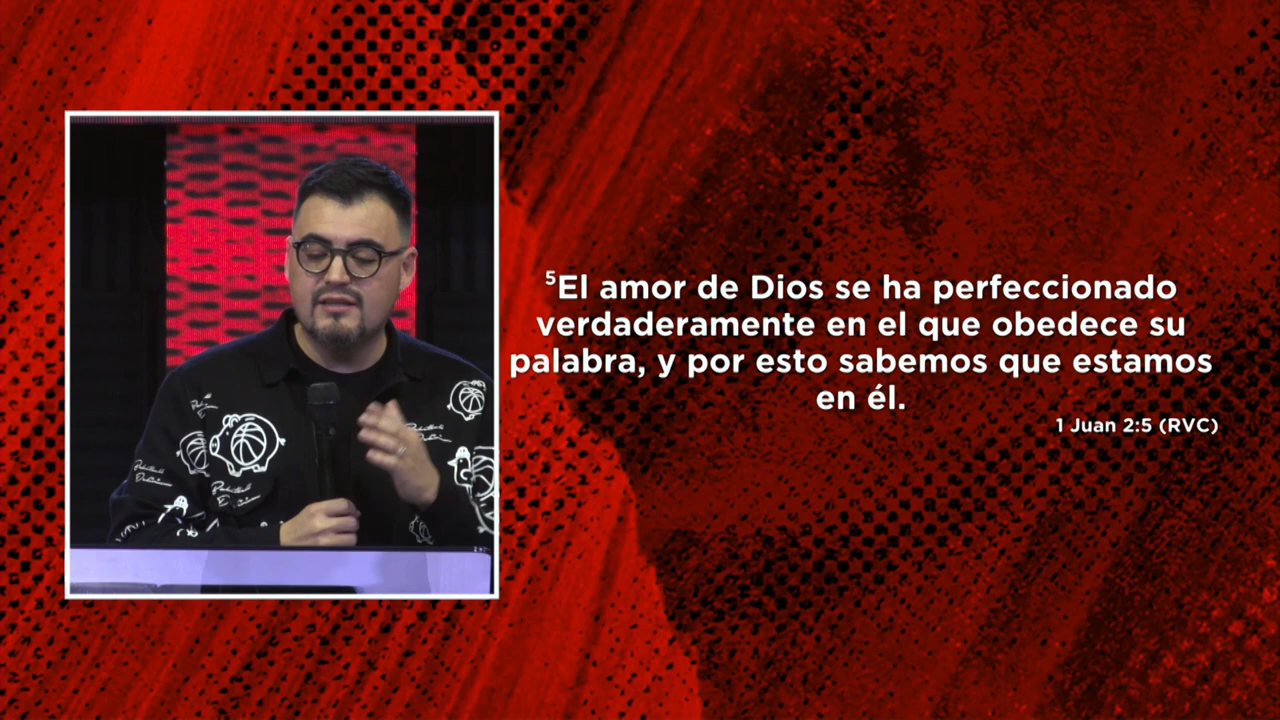 ⁵El amor de Dios se ha perfeccionado
verdaderamente en el que obedece su
palabra, y por esto sabemos que estamos
en él.
1 Juan 2:5 (RVC)